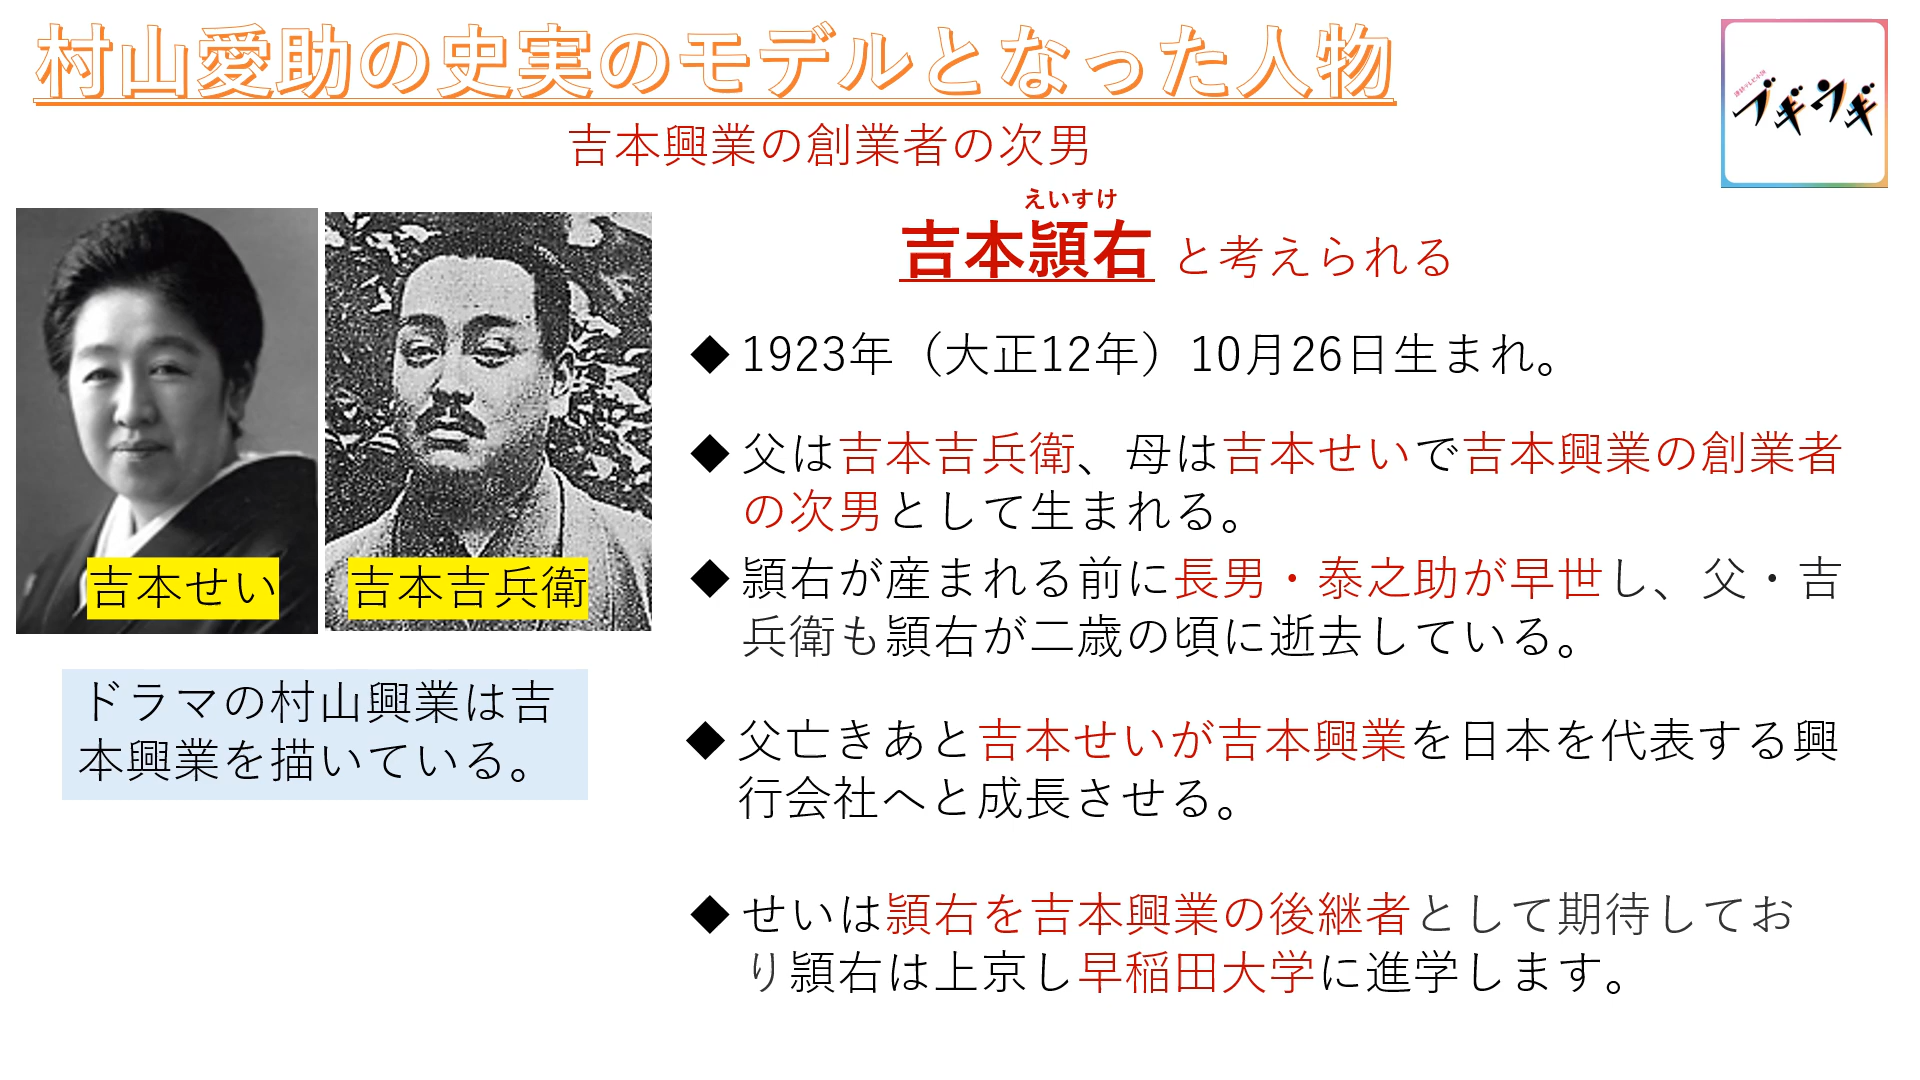 村山愛助の史実のモデルとなった人物
ブギウギ
吉本興業の創業者の次男
えいすけ
吉本頴右 と考えられる
吉本せい
吉本吉兵衛
ドラマの村山興業は吉
本興業を描いている。
◆1923年（大正12年）10月26日生まれ。
◆父は吉本吉兵衛、母は吉本せいで吉本興業の創業者
の次男として生まれる。
◆頴右が産まれる前に長男・泰之助が早世し、父・吉
兵衛も頴右が二歳の頃に逝去している。
◆父亡きあと吉本せいが吉本興業を日本を代表する興
行会社へと成長させる。
◆せいは頴右を吉本興業の後継者として期待してお
り頴右は上京し早稲田大学に進学します。